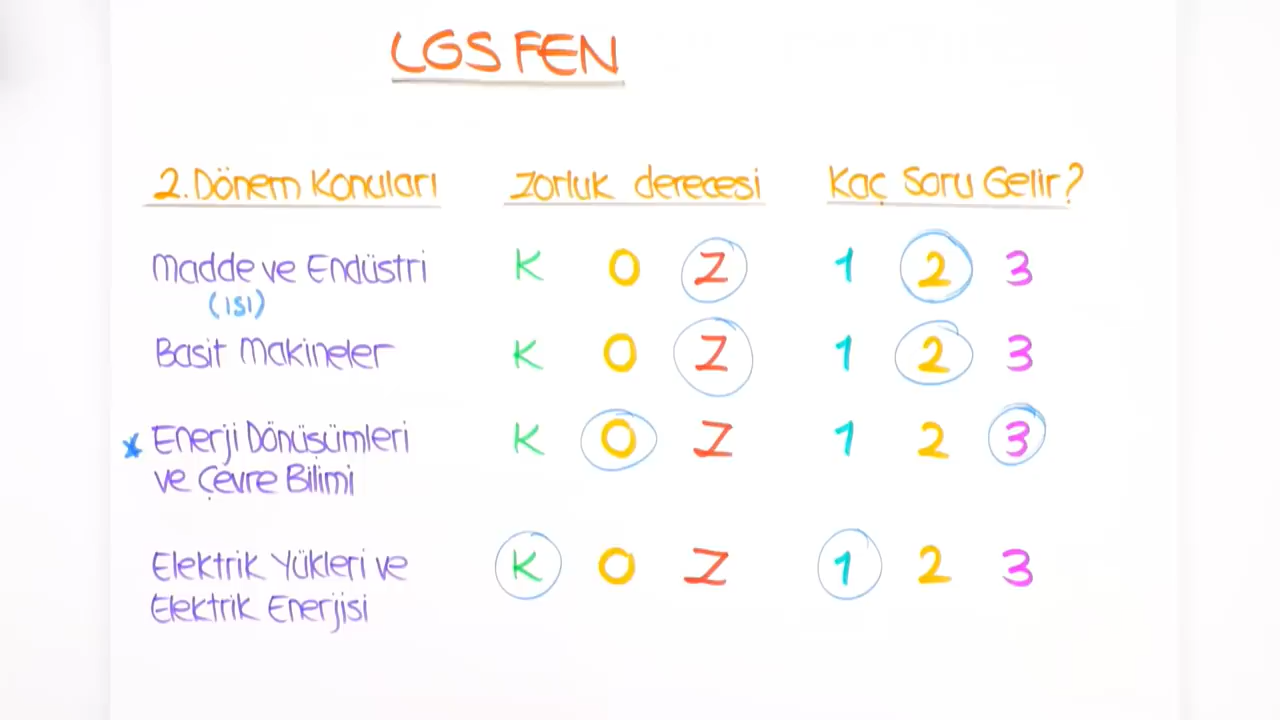 LGS FEN
2. Dönem Konuları Zorluk derecesi Kaç Soru Gelir?
Madde ve Endüstri K O Z 1 2 3
(ısı)
Basit Makineler K O Z 1 2 3
* Enerji Dönüşümleri K O Z 1 2 3
ve Çevre Bilimi
Elektrik Yükleri ve K O Z 1 2 3
Elektrik Enerjisi